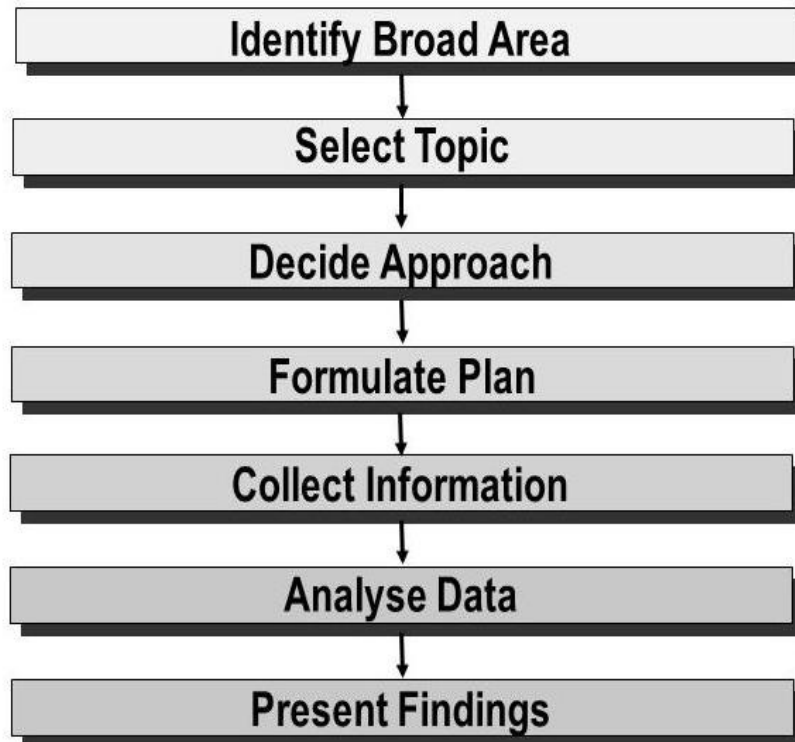 Identify Broad Area
Select Topic
Decide Approach
Formulate Plan
Collect Information
Analyse Data
Present Findings